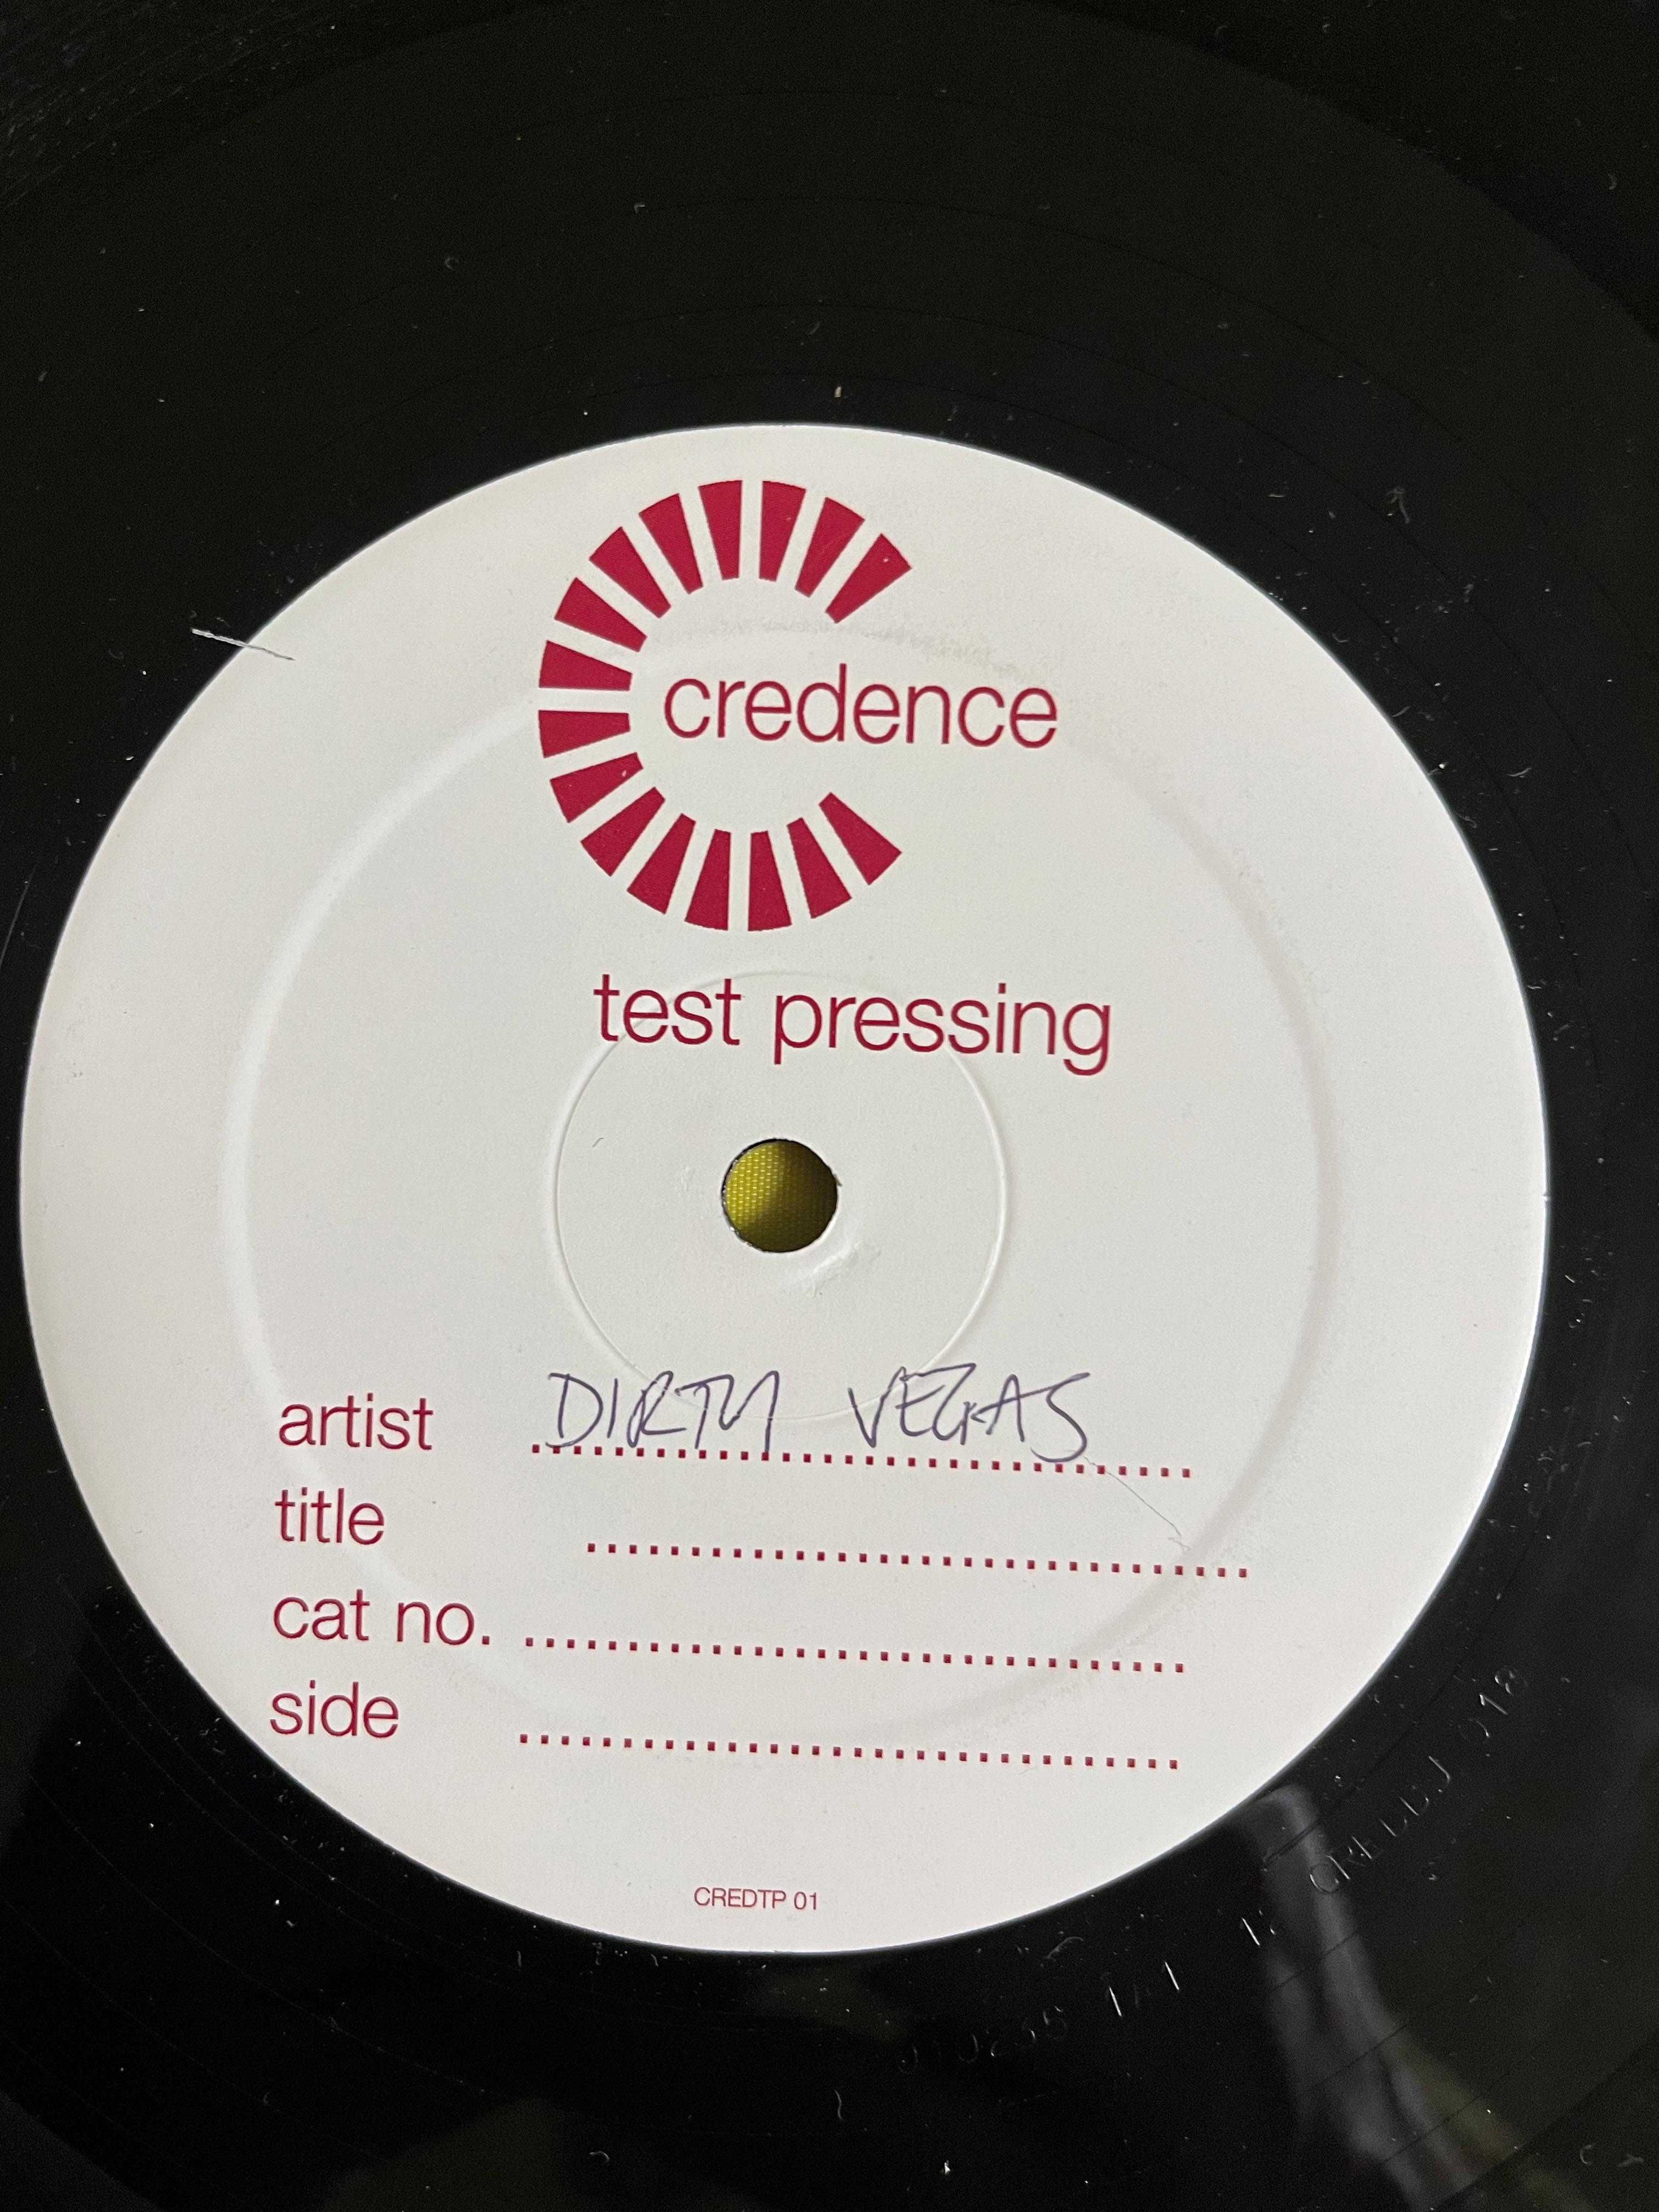 credence
test pressing
artist DIRTY VEGAS
title
cat no.
side
CREDTP 01